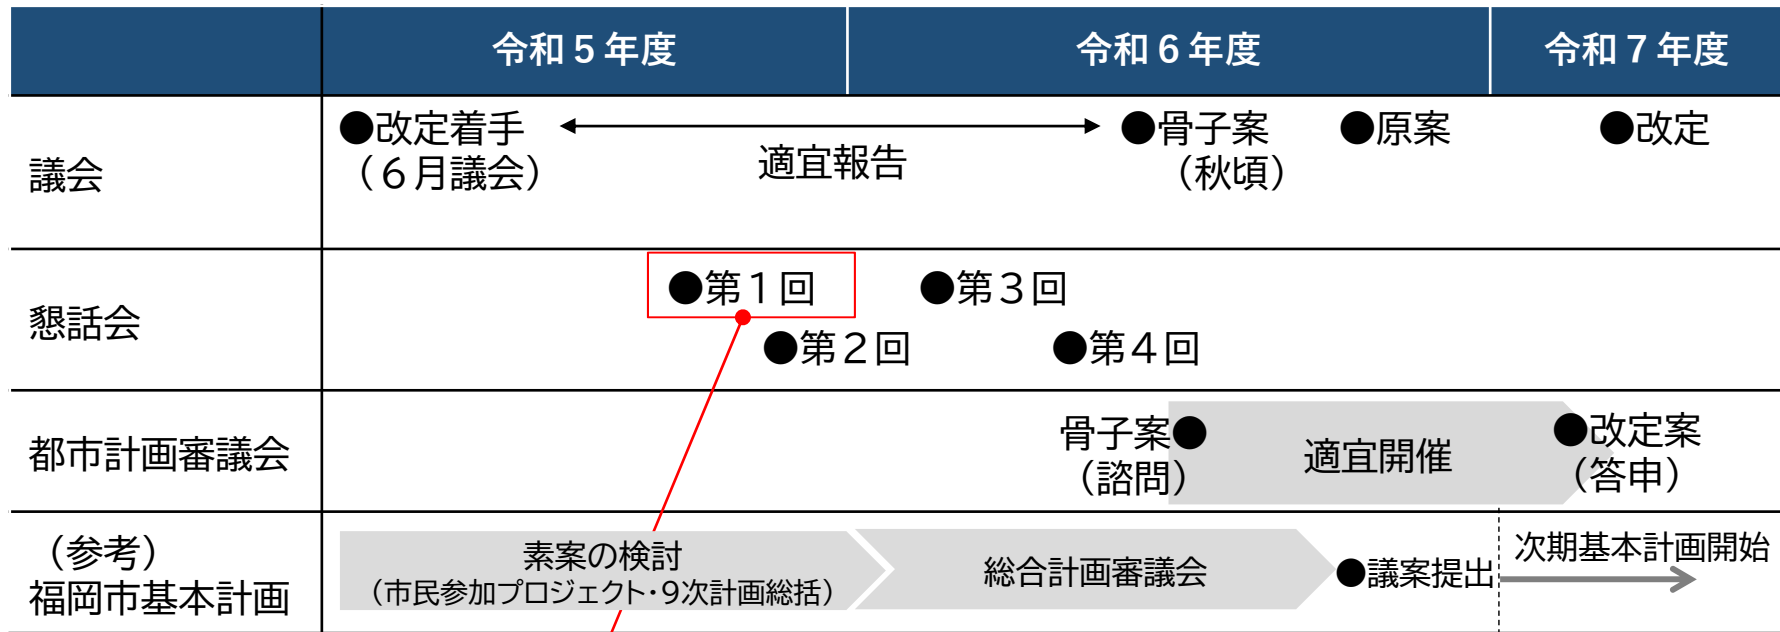 令和５年度
令和６年度
令和７年度
議会
●改定着手
（６月議会）
適宜報告
●骨子案
（秋頃）
●原案
●改定
懇話会
●第１回
●第２回
●第３回
●第４回
都市計画審議会
骨子案●
（諮問）
適宜開催
●改定案
（答申）
（参考）
福岡市基本計画
素案の検討
（市民参加プロジェクト・９次計画総括）
総合計画審議会
●議案提出
次期基本計画開始